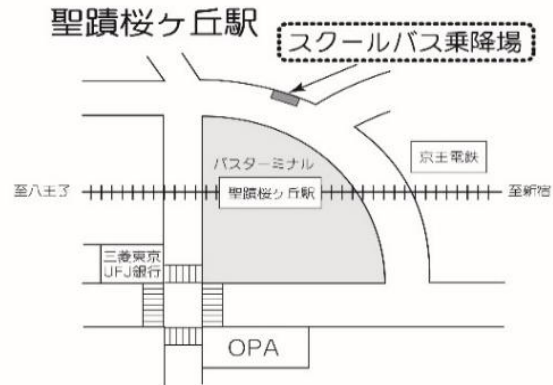 聖蹟桜ヶ丘駅
スクールバス乗降場
バスターミナル
京王電鉄
至八王子
聖蹟桜ヶ丘駅
至新宿
三菱東京
UFJ銀行
OPA